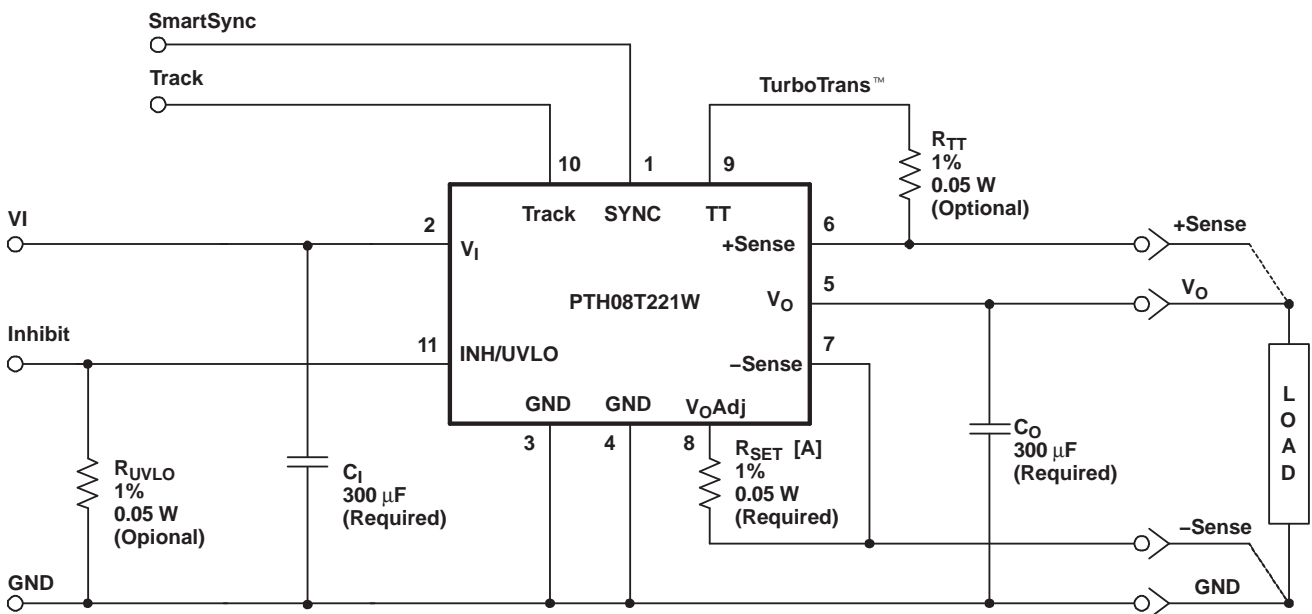 SmartSync
Track
TurboTrans™
RTT
1%
0.05 W
(Optional)
10
1
9
Track
SYNC
TT
VI
2
VI
6
+Sense
+Sense
PTH08T221W
5
VO
VO
Inhibit
11
INH/UVLO
7
–Sense
GND
GND
VOAdj
3
4
8
RSET [A]
1%
0.05 W
(Required)
RUVLO
1%
0.05 W
(Opional)
CI
300 μF
(Required)
CO
300 μF
(Required)
LOAD
–Sense
GND
GND